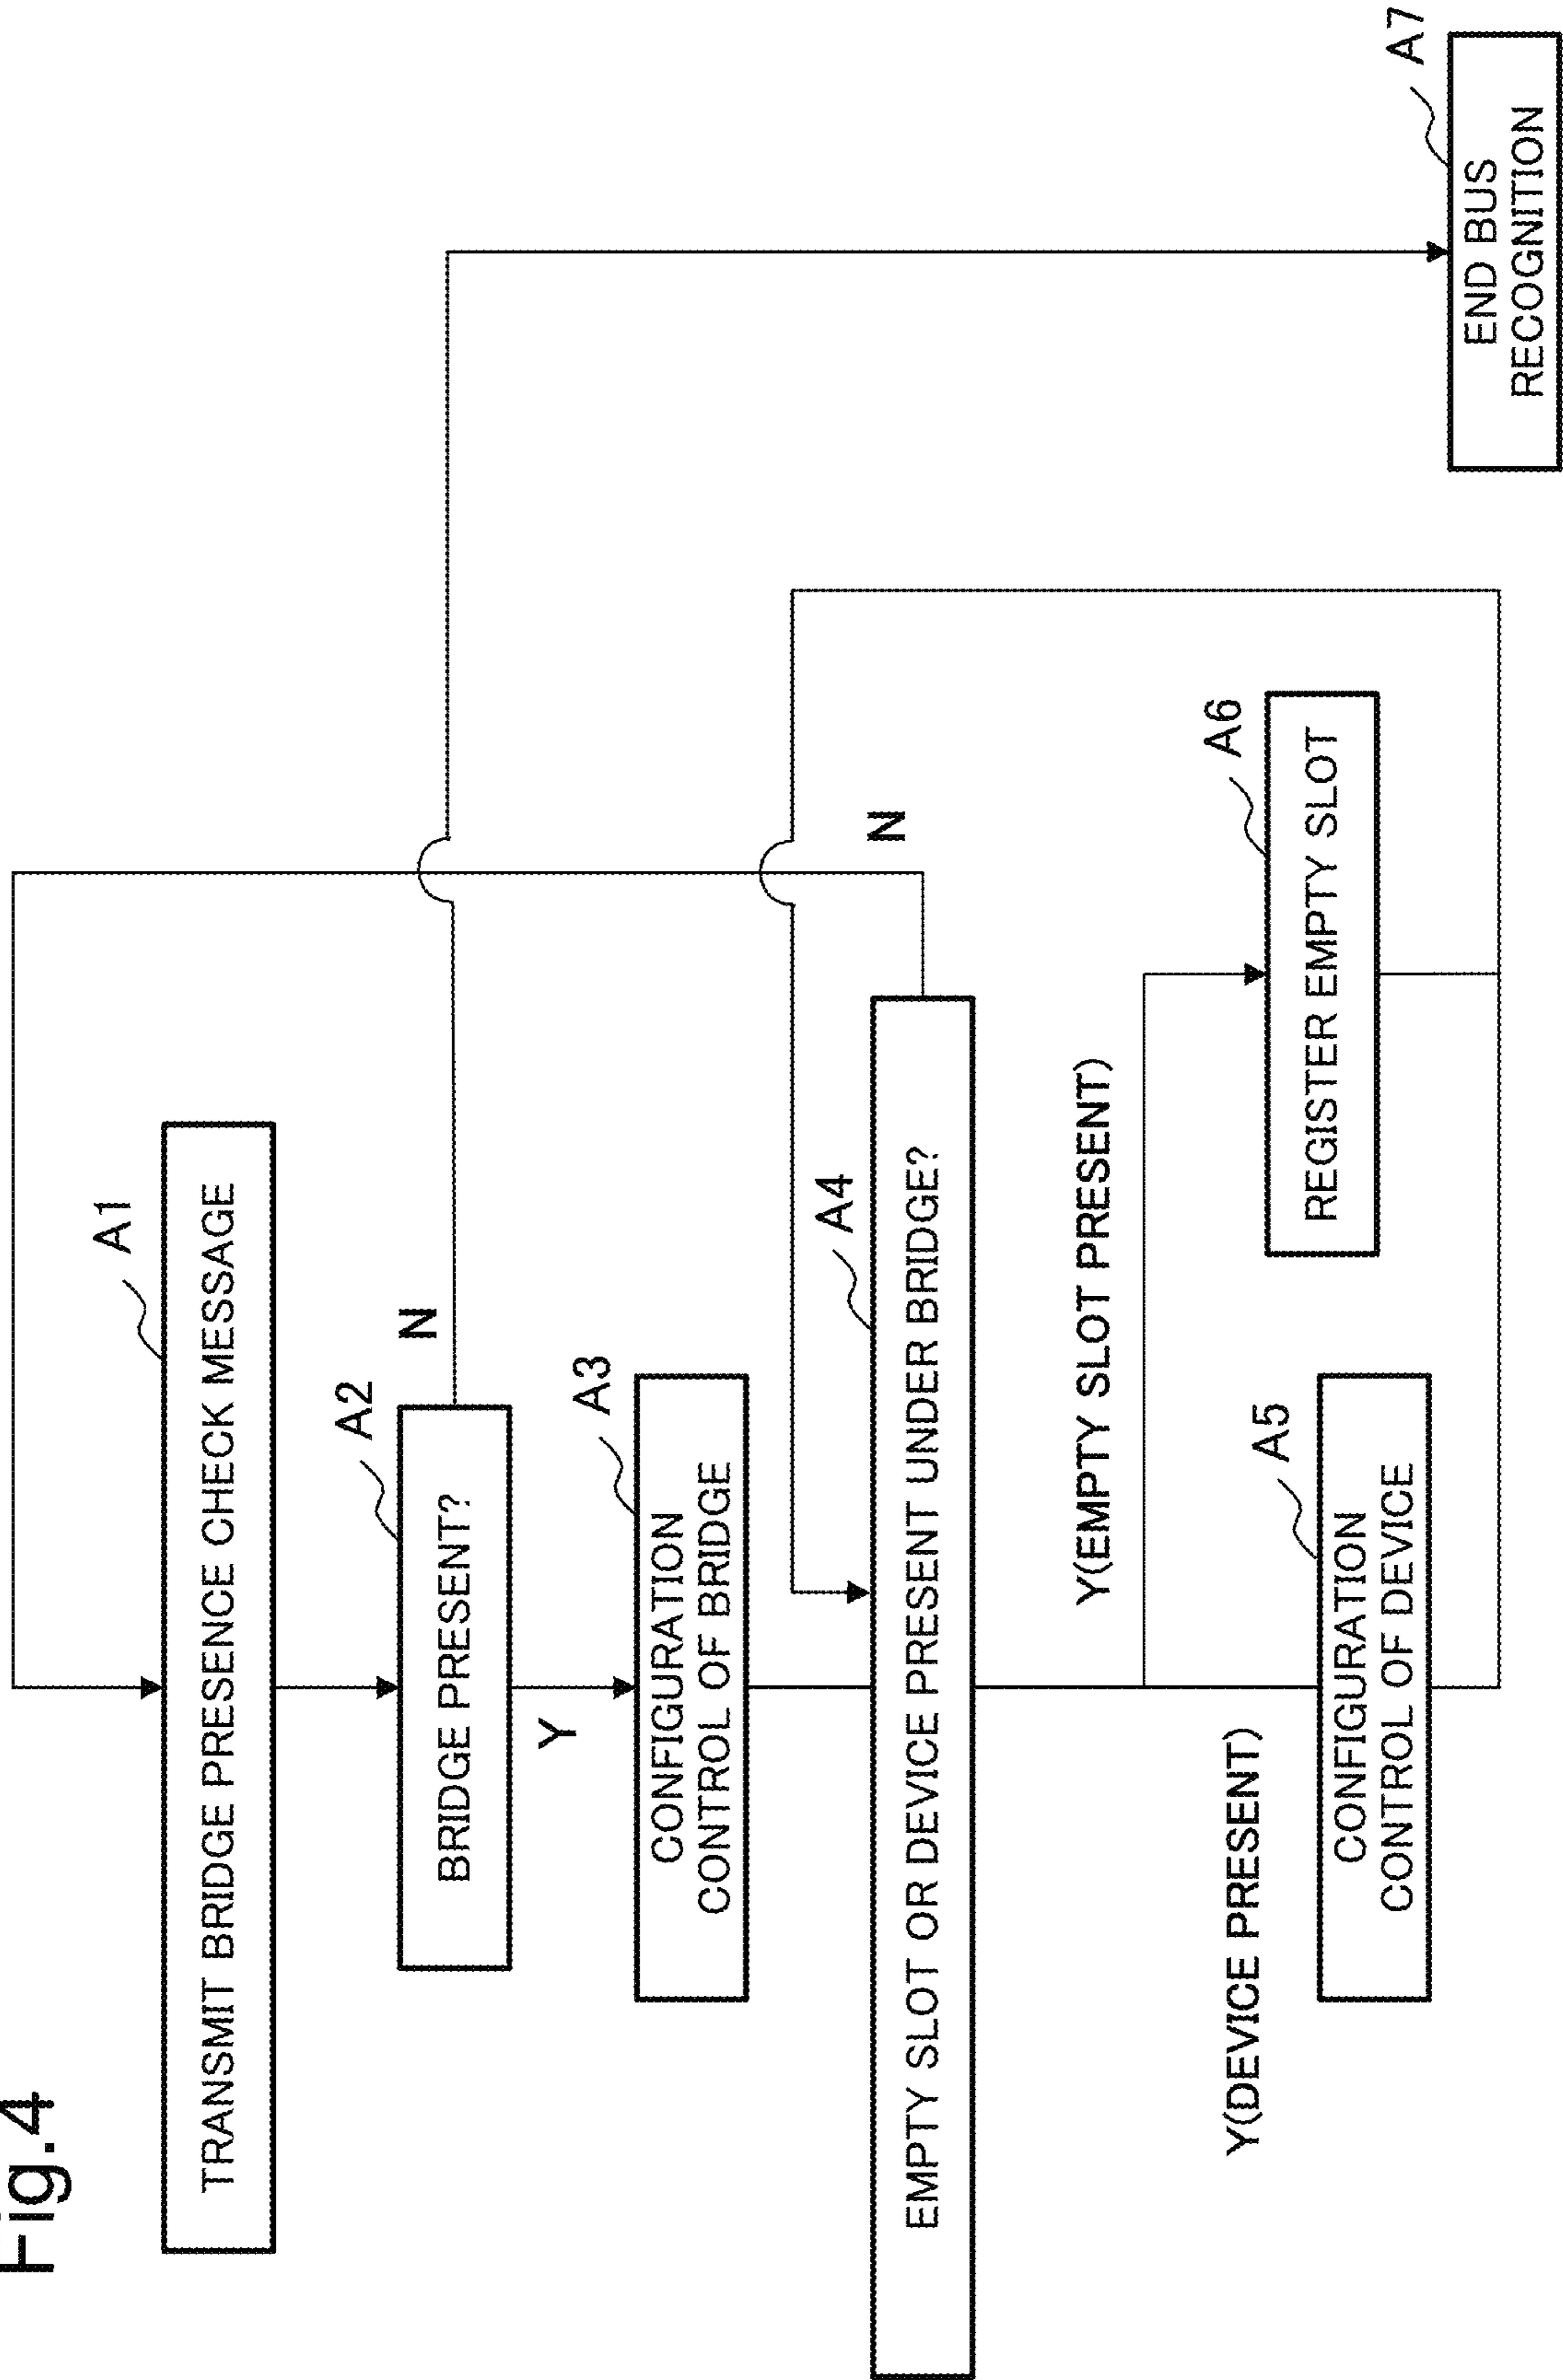 Fig.4
A1
TRANSMIT BRIDGE PRESENCE CHECK MESSAGE
A2
BRIDGE PRESENT?
N
Y
A3
CONFIGURATION
CONTROL OF BRIDGE
A4
EMPTY SLOT OR DEVICE PRESENT UNDER BRIDGE?
N
Y(EMPTY SLOT PRESENT)
Y(DEVICE PRESENT)
A5
CONFIGURATION
CONTROL OF DEVICE
A6
REGISTER EMPTY SLOT
A7
END BUS
RECOGNITION